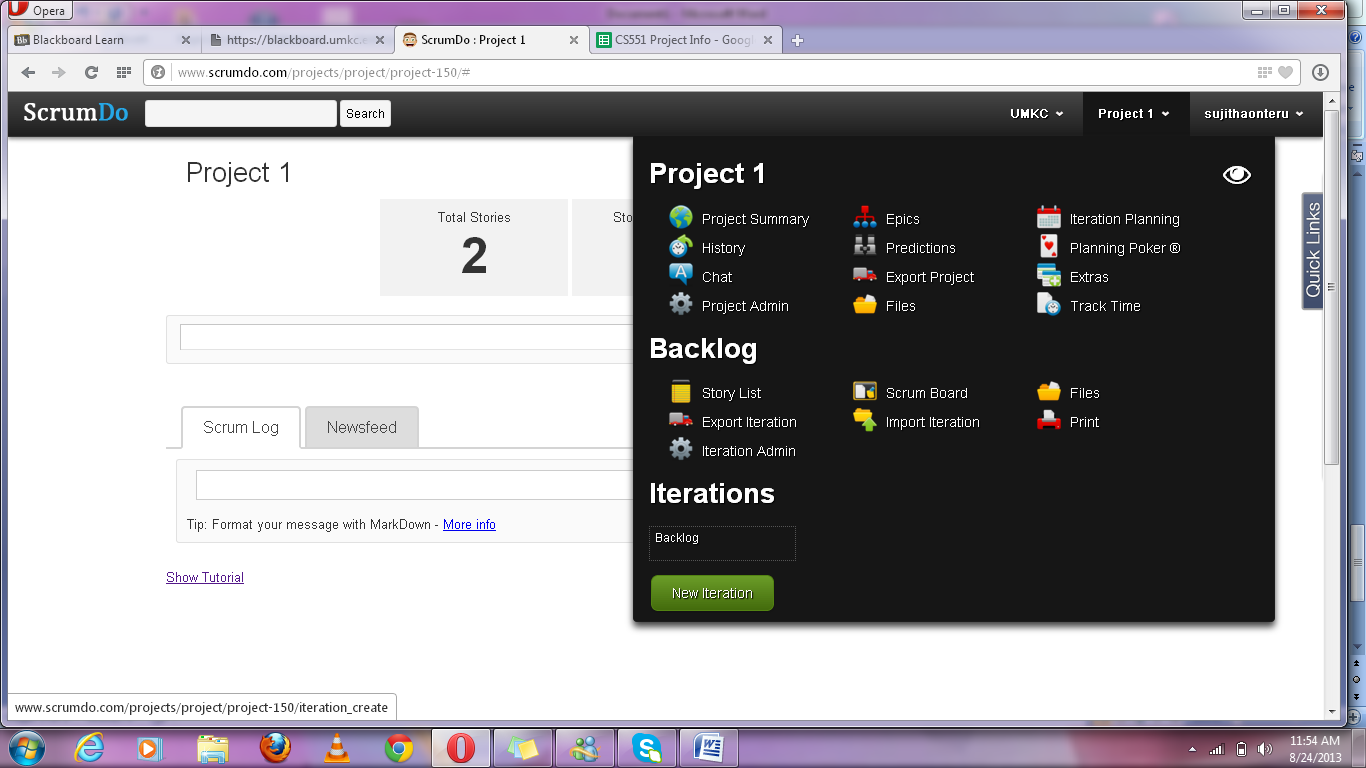 Opera
Blackboard Learn
https://blackboard.umkc.e
ScrumDo : Project 1
CS551 Project Info - Goog
www.scrumdo.com/projects/project/project-150/#
ScrumDo
Search
UMKC
Project 1
sujithaonteru
Project 1
Total Stories
2
Sto
Scrum Log
Newsfeed
Tip: Format your message with MarkDown - More info
Show Tutorial
Project 1
Project Summary
Epics
Iteration Planning
History
Predictions
Planning Poker ®
Chat
Export Project
Extras
Project Admin
Files
Track Time
Backlog
Story List
Scrum Board
Files
Export Iteration
Import Iteration
Print
Iteration Admin
Iterations
Backlog
New Iteration
Quick Links
www.scrumdo.com/projects/project/project-150/iteration_create
11:54 AM
8/24/2013